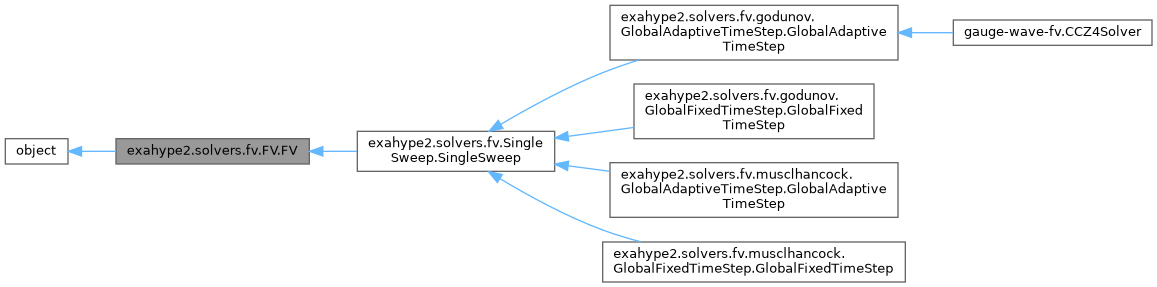 object
exahype2.solvers.fv.FV.FV
exahype2.solvers.fv.Single
Sweep.SingleSweep
exahype2.solvers.fv.godunov.
GlobalAdaptiveTimeStep.GlobalAdaptive
TimeStep
gauge-wave-fv.CCZ4Solver
exahype2.solvers.fv.godunov.
GlobalFixedTimeStep.GlobalFixed
TimeStep
exahype2.solvers.fv.musclhancock.
GlobalAdaptiveTimeStep.GlobalAdaptive
TimeStep
exahype2.solvers.fv.musclhancock.
GlobalFixedTimeStep.GlobalFixedTimeStep